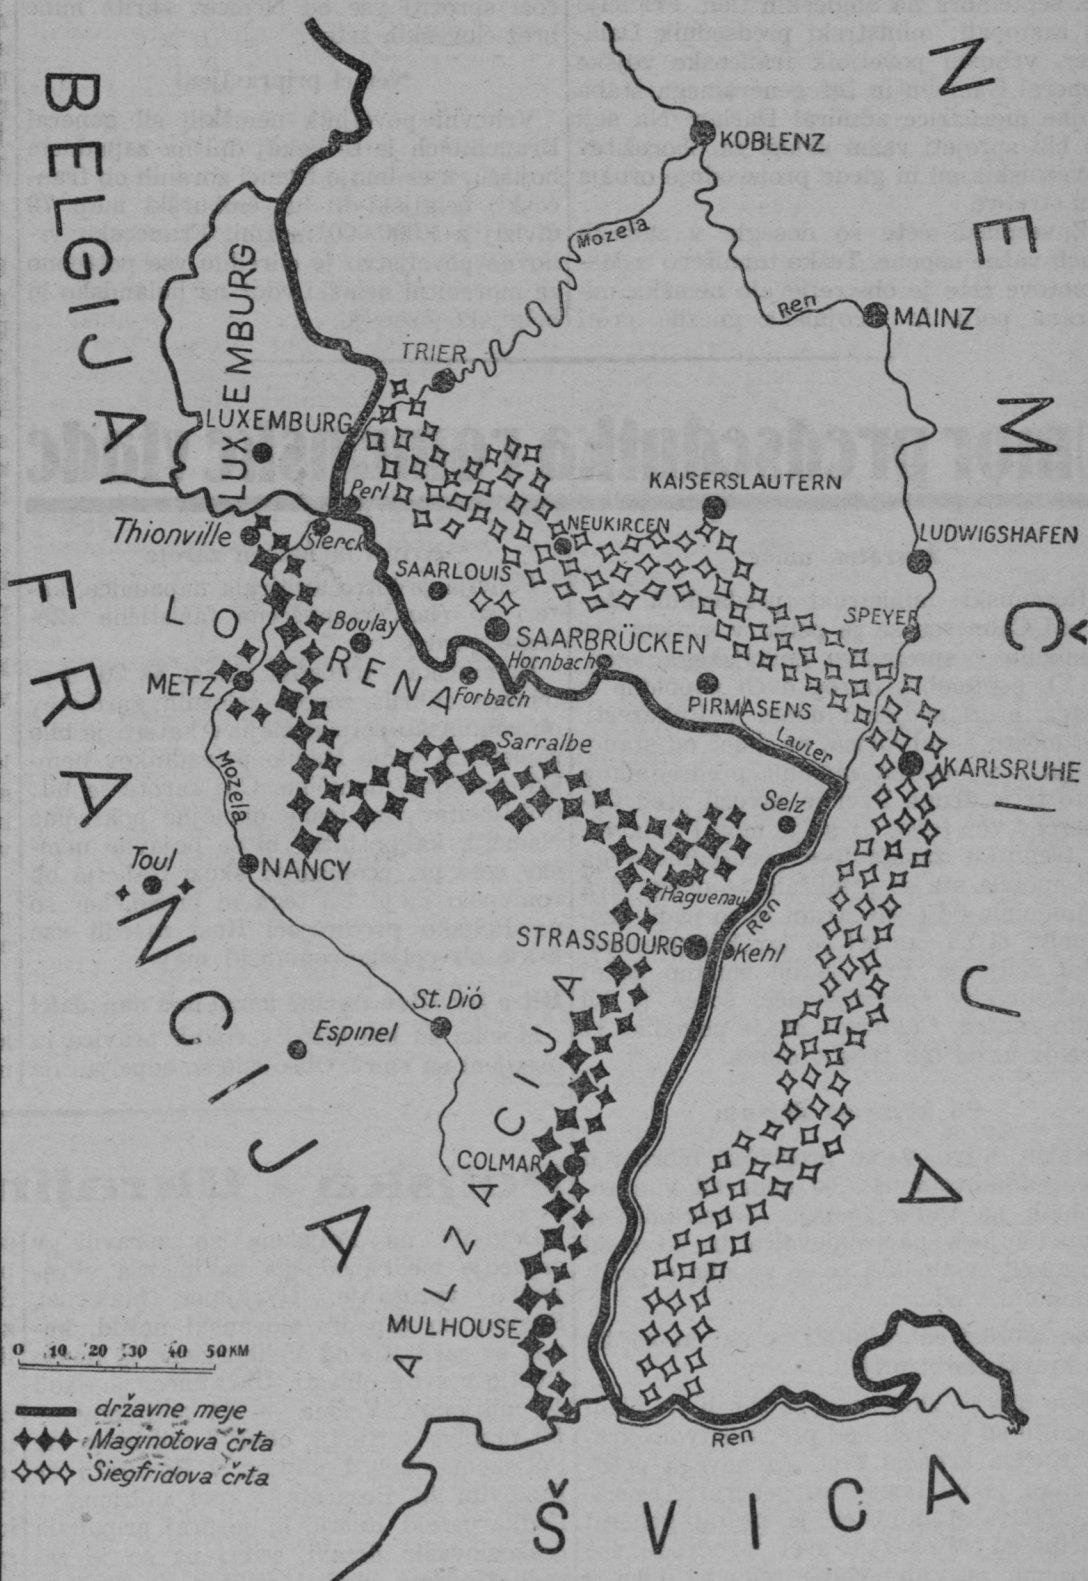 BELGIJA
NEMČIJA
FRANCIJA
ŠVICA
LUXEMBURG
LORENA
ALZACIJA
KOBLENZ
Mozela
Ren
MAINZ
TRIER
LUXEMBURG
Perl
KAISERSLAUTERN
NEUKIRCEN
LUDWIGSHAFEN
Thionville
Sierck
SAARLOUIS
SPEYER
Boulay
SAARBRÜCKEN
Hornbach
METZ
Forbach
PIRMASENS
Lauter
Sarralbe
KARLSRUHE
Mozela
Selz
Toul
NANCY
Haguenau
Ren
STRASSBOURG
Kehl
St. Dió
Espinel
COLMAR
MULHOUSE
Ren
0 10 20 30 40 50 KM
državne meje
Maginotova črta
Siegfridova črta